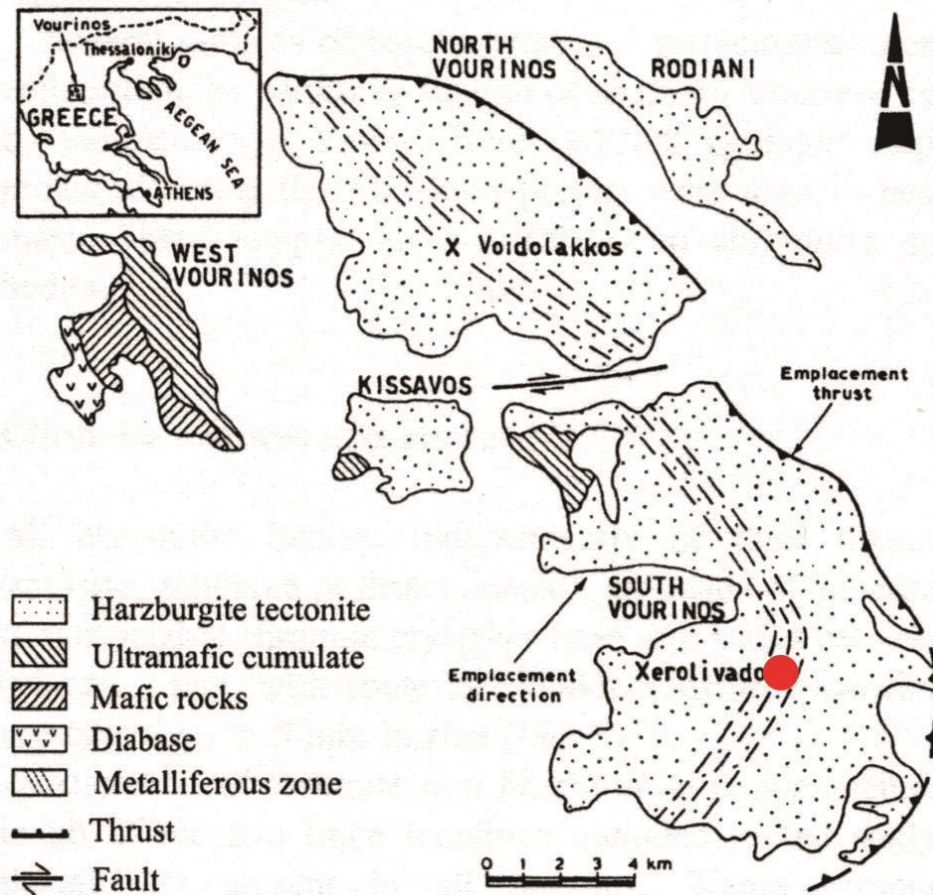 Vourinos
Thessaloniki
GREECE
AEGEAN SEA
ATHENS
NORTH
VOURINOS
RODIANI
N
WEST
VOURINOS
X Voidolakkos
KISSAVOS
Emplacement
thrust
SOUTH
VOURINOS
Emplacement
direction
Xerolivado
Harzburgite tectonite
Ultramafic cumulate
Mafic rocks
Diabase
Metalliferous zone
Thrust
Fault
0 1 2 3 4 km